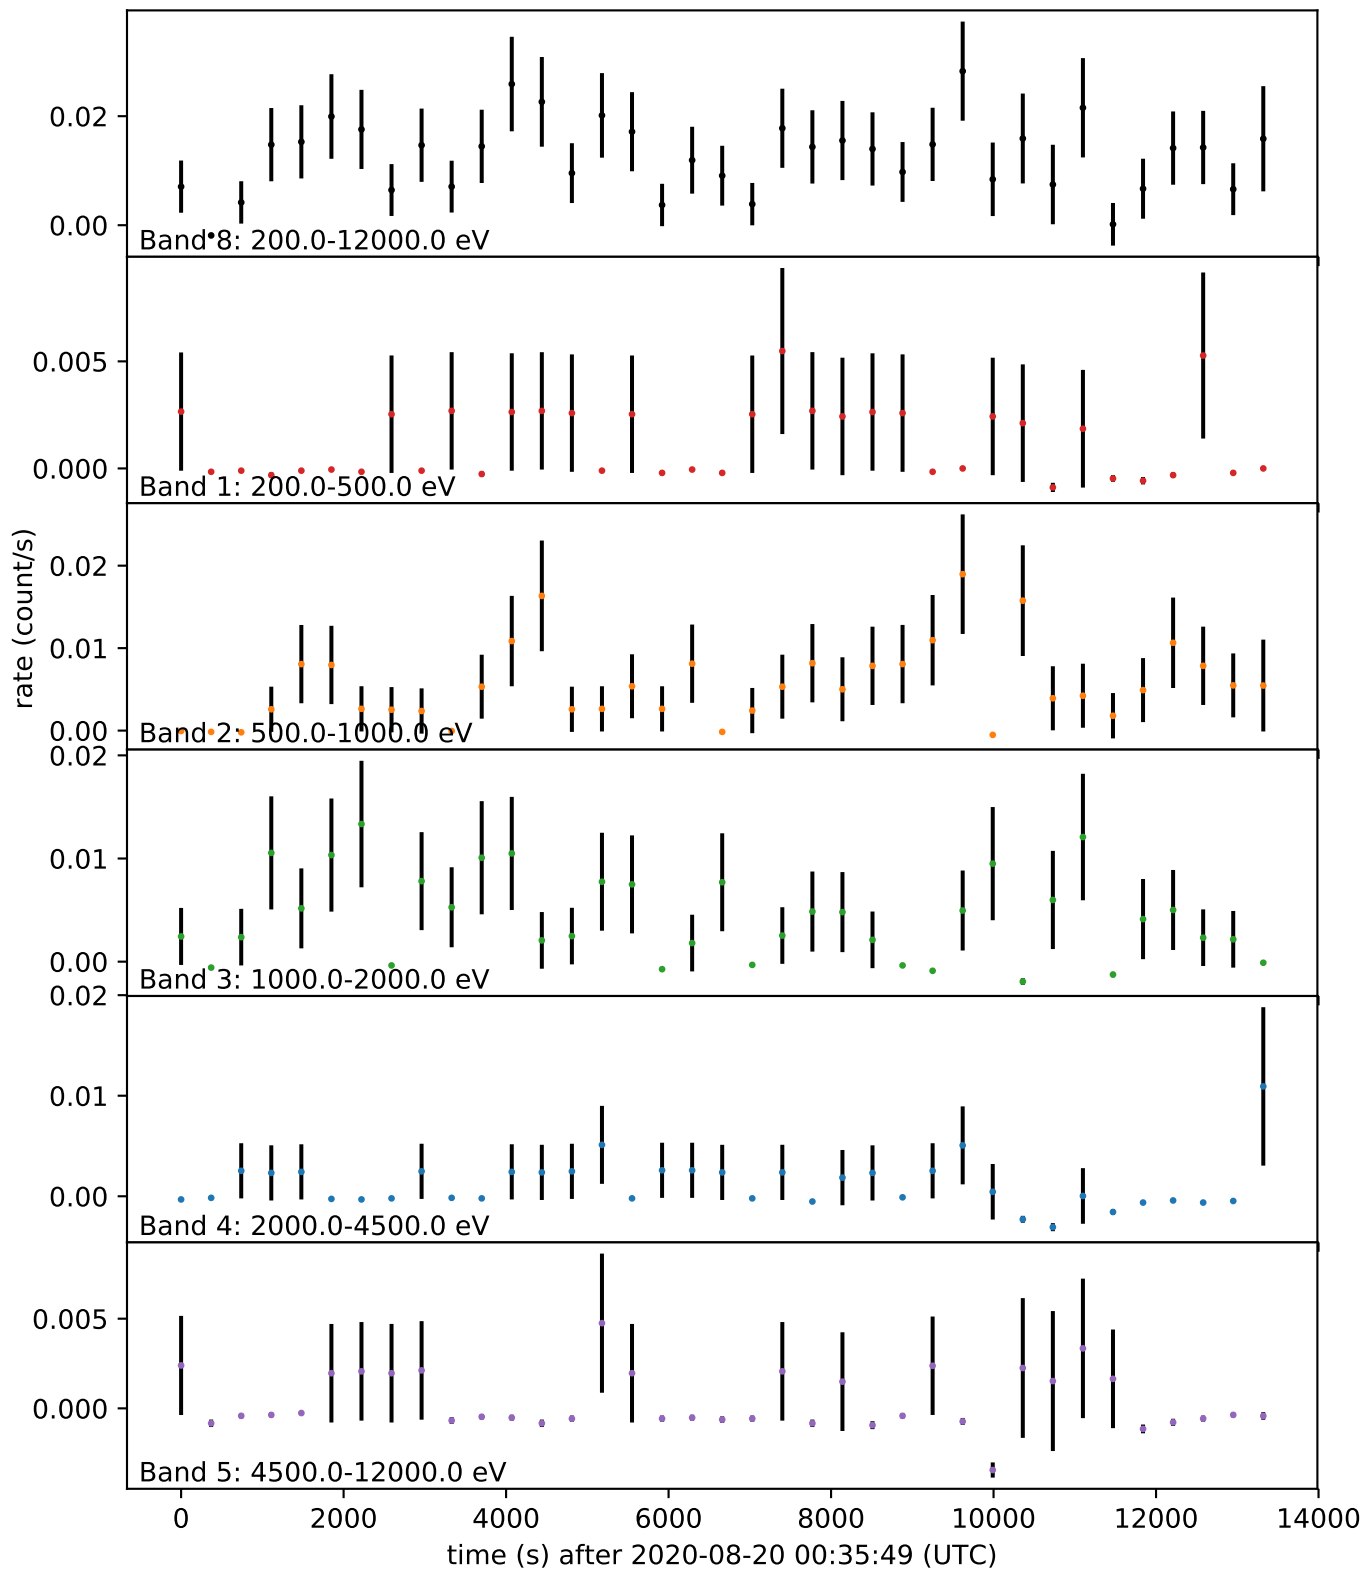 0.02
0.00
Band 8: 200.0-12000.0 eV
0.005
0.000
Band 1: 200.0-500.0 eV
rate (count/s)
0.02
0.01
0.00
Band 2: 500.0-1000.0 eV
0.02
0.01
0.00
Band 3: 1000.0-2000.0 eV
0.02
0.01
0.00
Band 4: 2000.0-4500.0 eV
0.005
0.000
Band 5: 4500.0-12000.0 eV
0 2000 4000 6000 8000 10000 12000 14000
time (s) after 2020-08-20 00:35:49 (UTC)